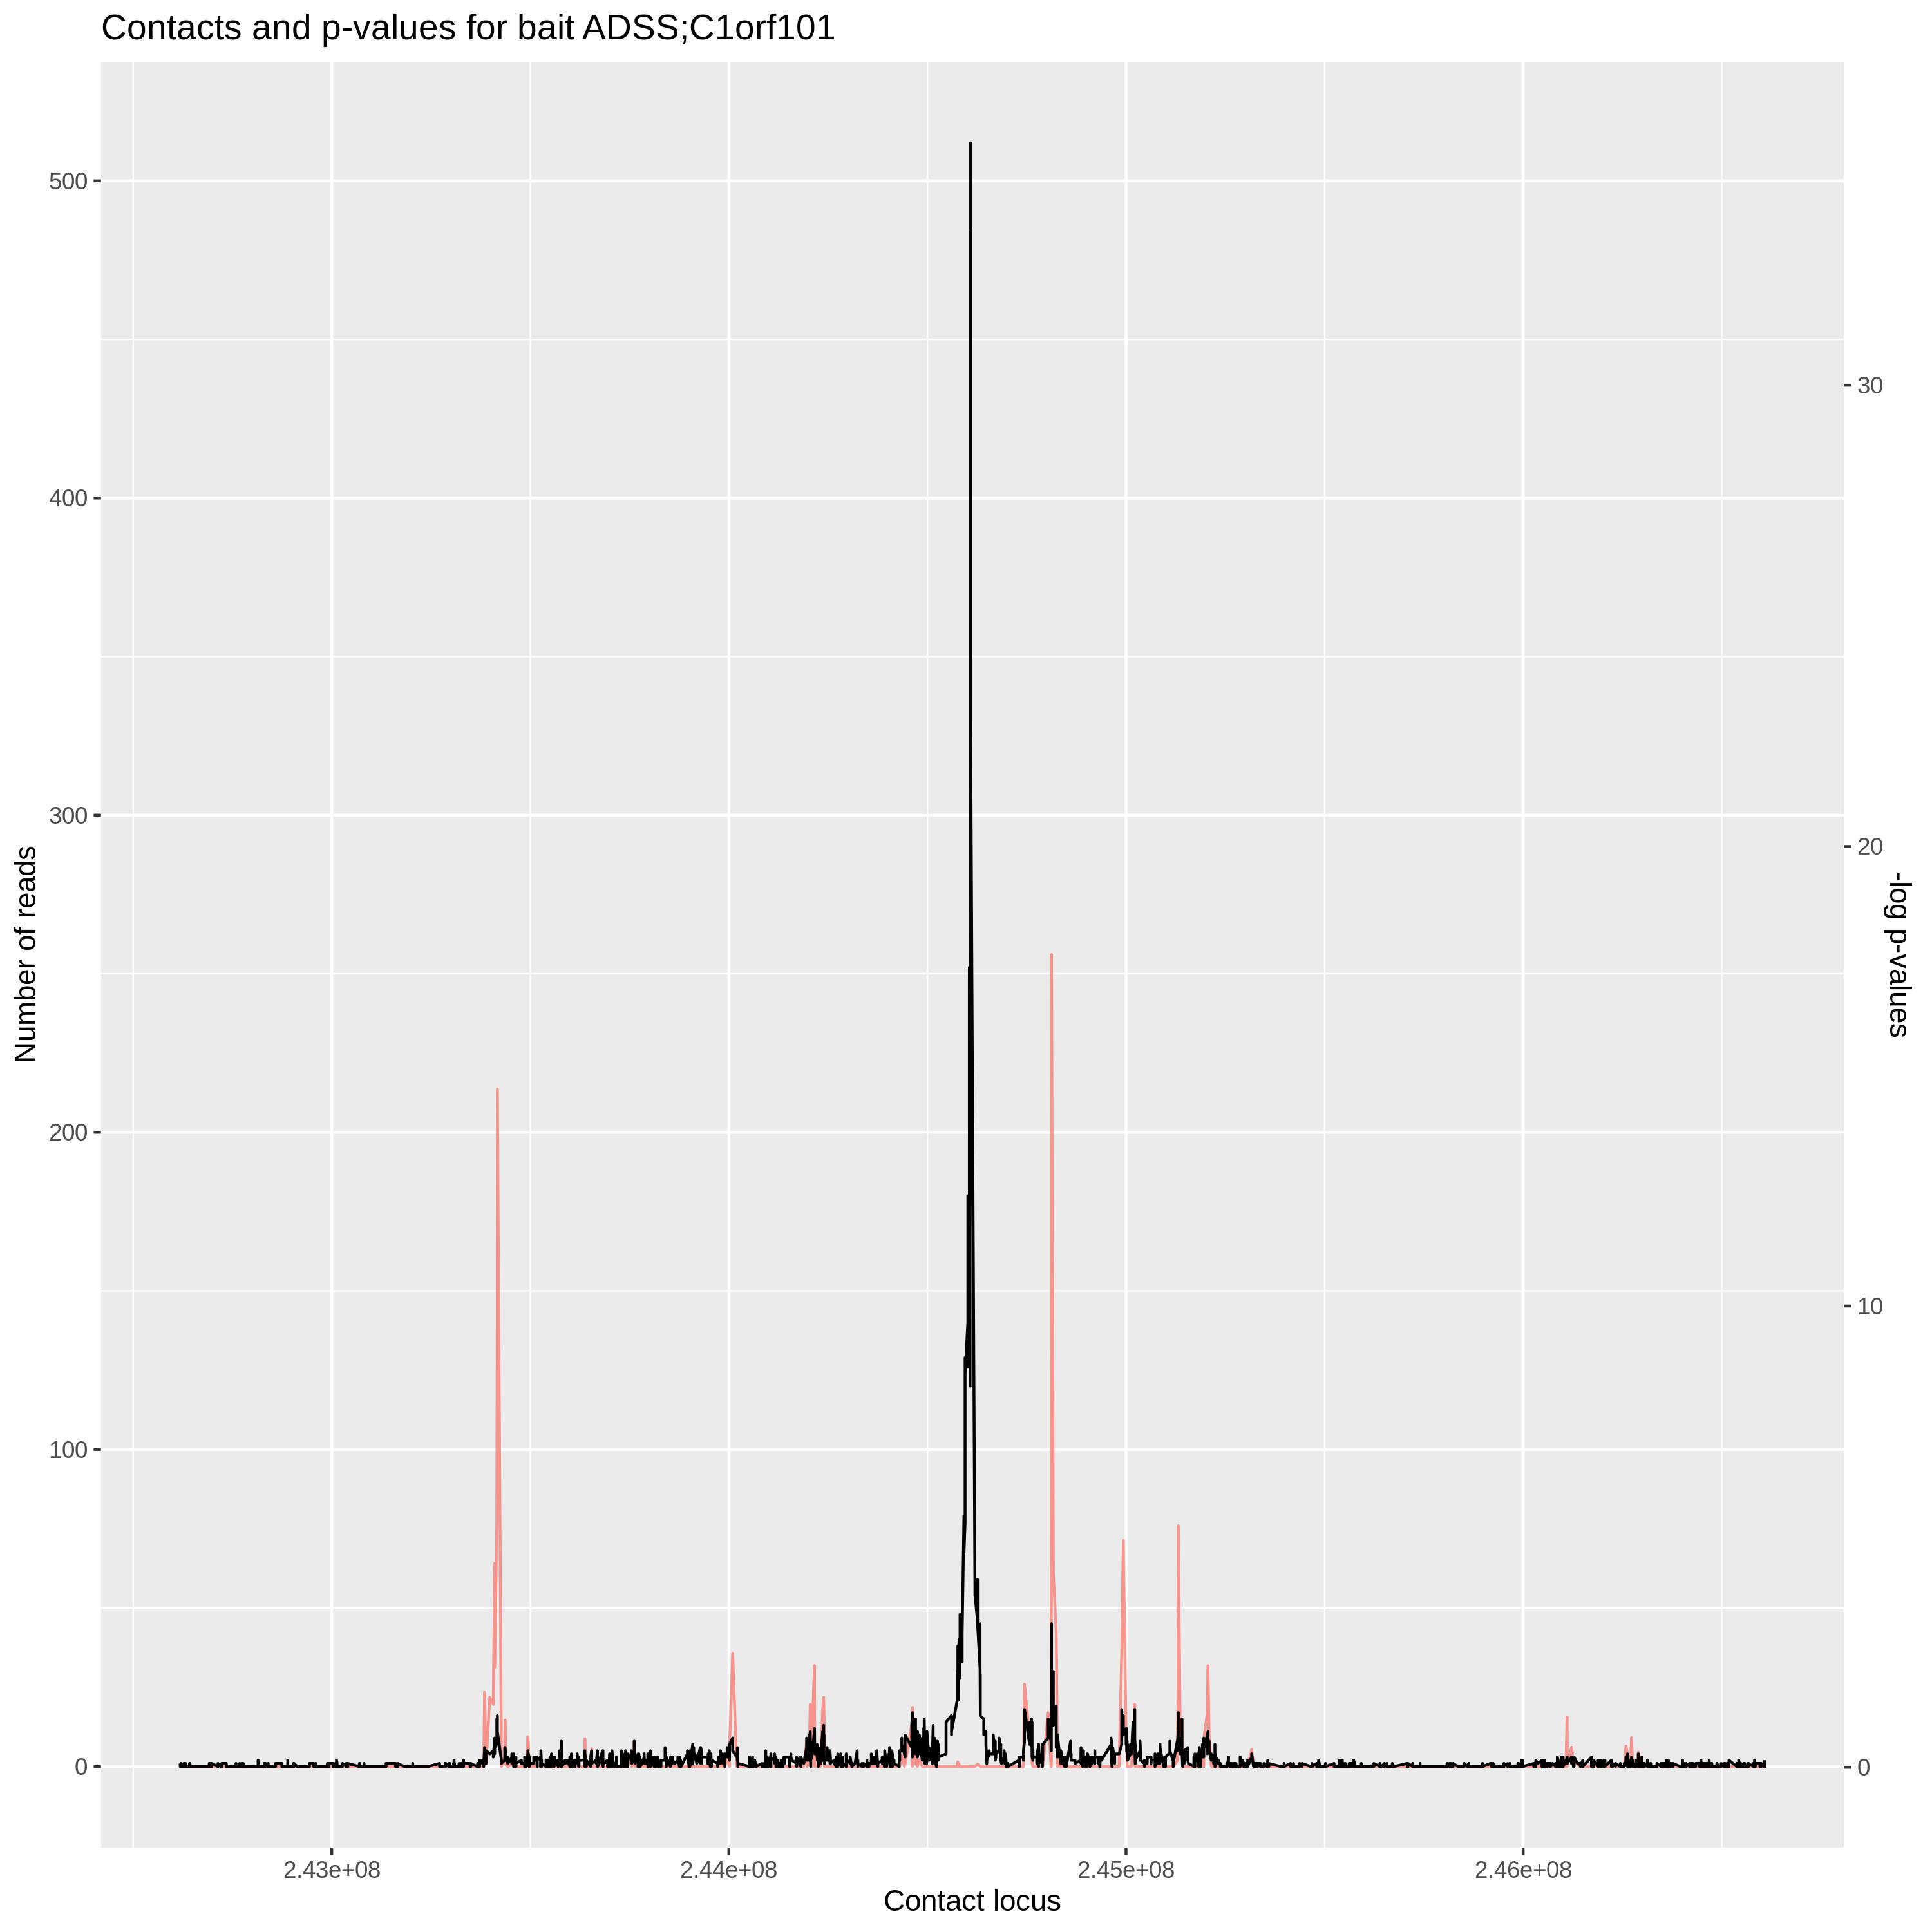 Contacts and p-values for bait ADSS;C1orf101
Number of reads
500
400
300
200
100
0
30
20
10
0
-log p-values
2.43e+08
2.44e+08
2.45e+08
2.46e+08
Contact locus